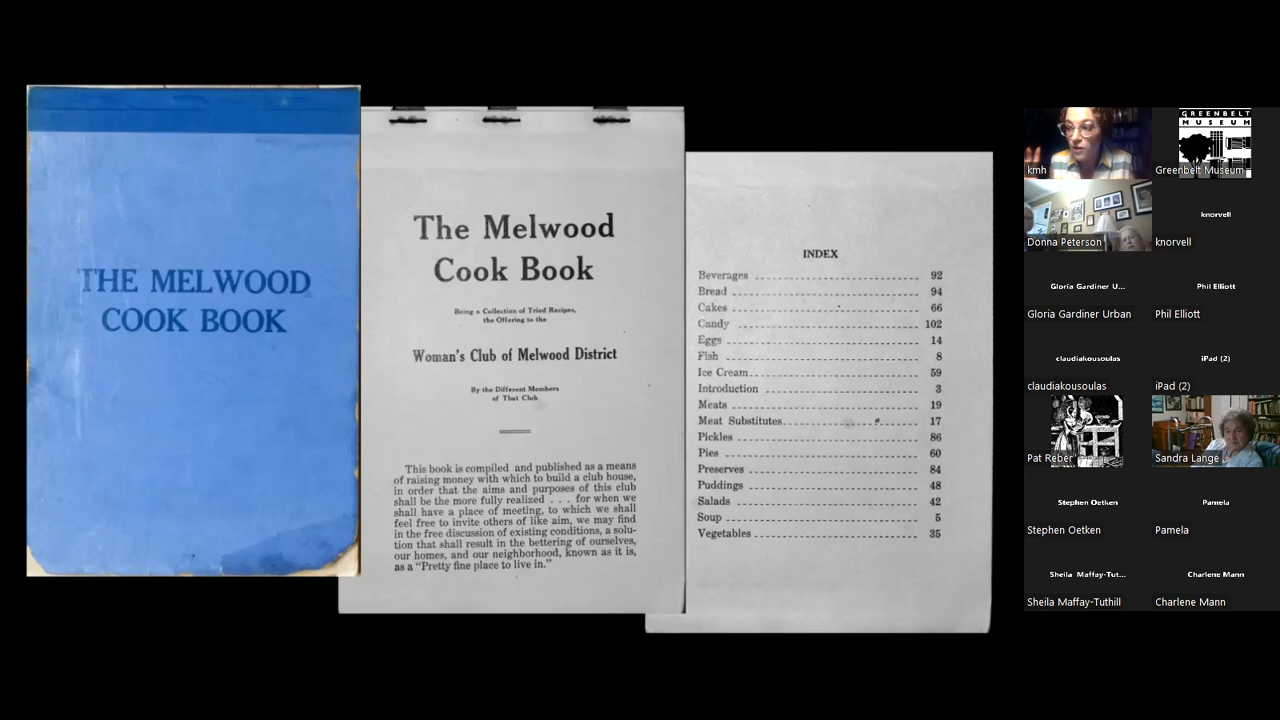 THE MELWOOD
COOK BOOK
The Melwood
Cook Book
Being a Collection of Tried Recipes,
the Offering to the
Woman's Club of Melwood District
By the Different Members
of That Club
This book is compiled and published as a means
of raising money with which to build a club house,
in order that the aims and purposes of this club
shall be the more fully realized . . . for when we
shall have a place of meeting, to which we shall
feel free to invite others of like aim, we may find
in the free discussion of existing conditions, a solu-
tion that shall result in the bettering of ourselves,
our homes, and our neighborhood, known as it is,
as a "Pretty fine place to live in."
INDEX
Beverages 92
Bread 94
Cakes 66
Candy 102
Eggs 14
Fish 8
Ice Cream 59
Introduction 3
Meats 19
Meat Substitutes 17
Pickles 86
Pies 60
Preserves 84
Puddings 48
Salads 42
Soup 5
Vegetables 35
kmh
GREENBELT
MUSEUM
Greenbelt Museum
Donna Peterson
knorvell
knorvell
Gloria Gardiner U...
Gloria Gardiner Urban
Phil Elliott
Phil Elliott
claudiakousoulas
claudiakousoulas
iPad (2)
iPad (2)
Pat Reber
Sandra Lange
Stephen Oetken
Stephen Oetken
Pamela
Pamela
Sheila Maffay-Tut...
Sheila Maffay-Tuthill
Charlene Mann
Charlene Mann